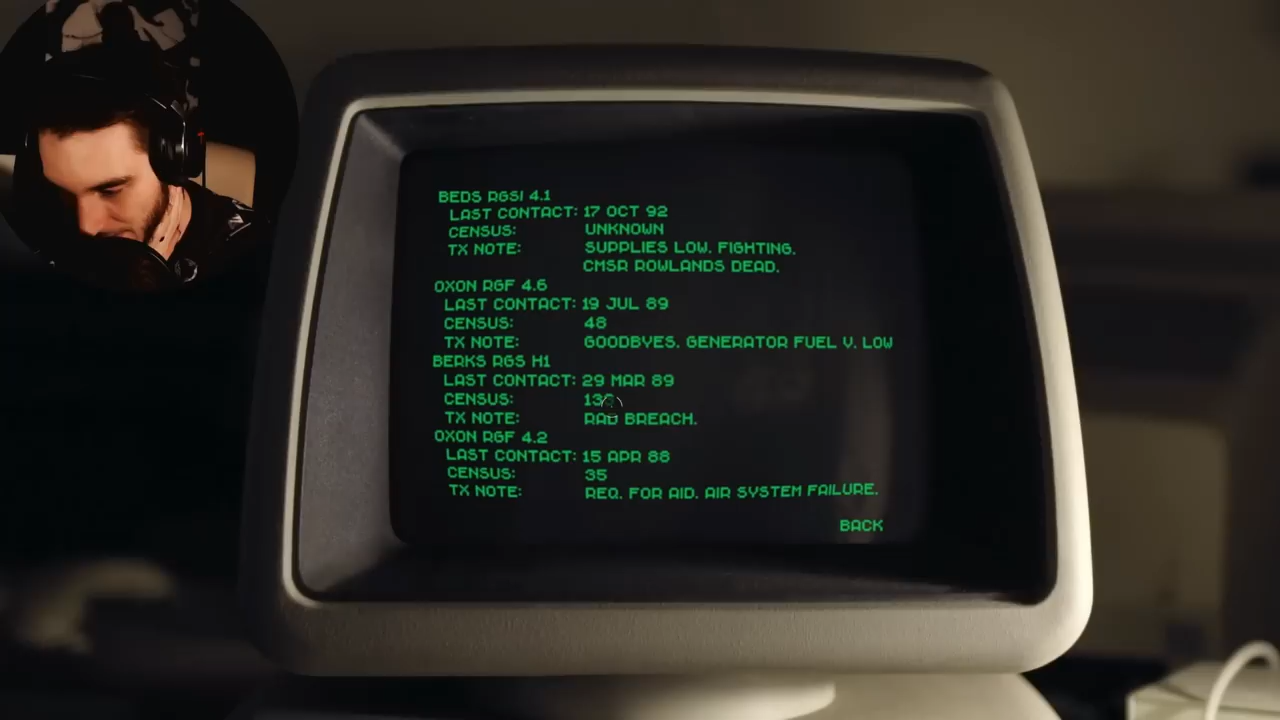 BEDS RGSI 4.1
LAST CONTACT: 17 OCT 92
CENSUS: UNKNOWN
TX NOTE: SUPPLIES LOW. FIGHTING.
CMSR ROWLANDS DEAD.
OXON RGF 4.6
LAST CONTACT: 19 JUL 89
CENSUS: 48
TX NOTE: GOODBYES. GENERATOR FUEL V. LOW
BERKS RGS H1
LAST CONTACT: 29 MAR 89
CENSUS:
TX NOTE: RAD BREACH.
OXON RGF 4.2
LAST CONTACT: 15 APR 88
CENSUS: 35
TX NOTE: REQ. FOR AID. AIR SYSTEM FAILURE.
BACK